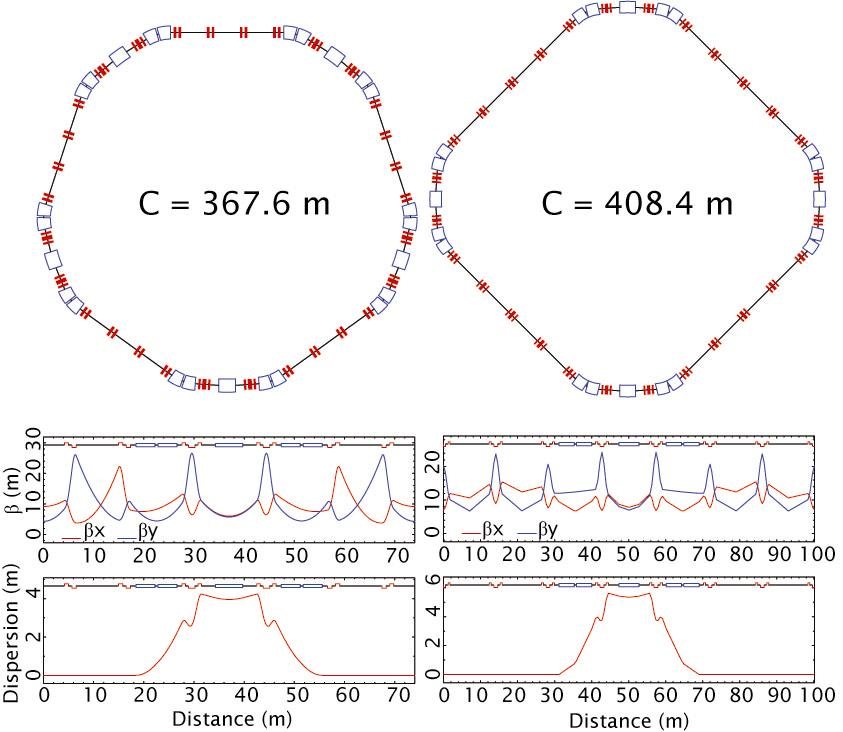 C = 367.6 m
C = 408.4 m
β (m)
0 10 20 30
βx βy
0 10 20 30 40 50 60 70
0 10 20
βx βy
0 10 20 30 40 50 60 70 80 90 100
Dispersion (m)
0 2 4
0 10 20 30 40 50 60 70
Distance (m)
0 2 4 6
0 10 20 30 40 50 60 70 80 90 100
Distance (m)